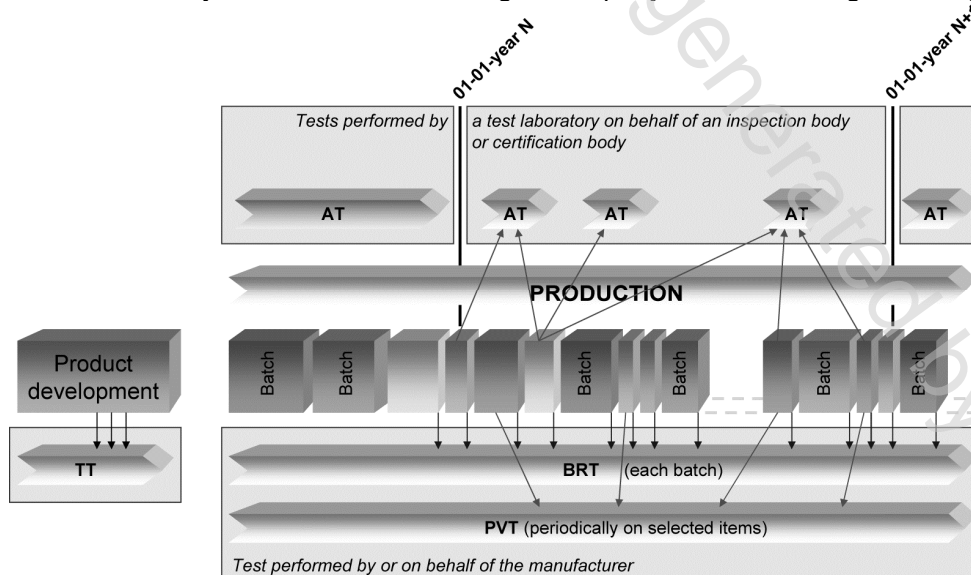 01-01-year N
01-01-year N+
Tests performed by
a test laboratory on behalf of an inspection body
or certification body
AT
AT
AT
AT
AT
PRODUCTION
Product
development
Batch
Batch
Batch
Batch
Batch
Batch
TT
BRT (each batch)
PVT (periodically on selected items)
Test performed by or on behalf of the manufacturer
generated by